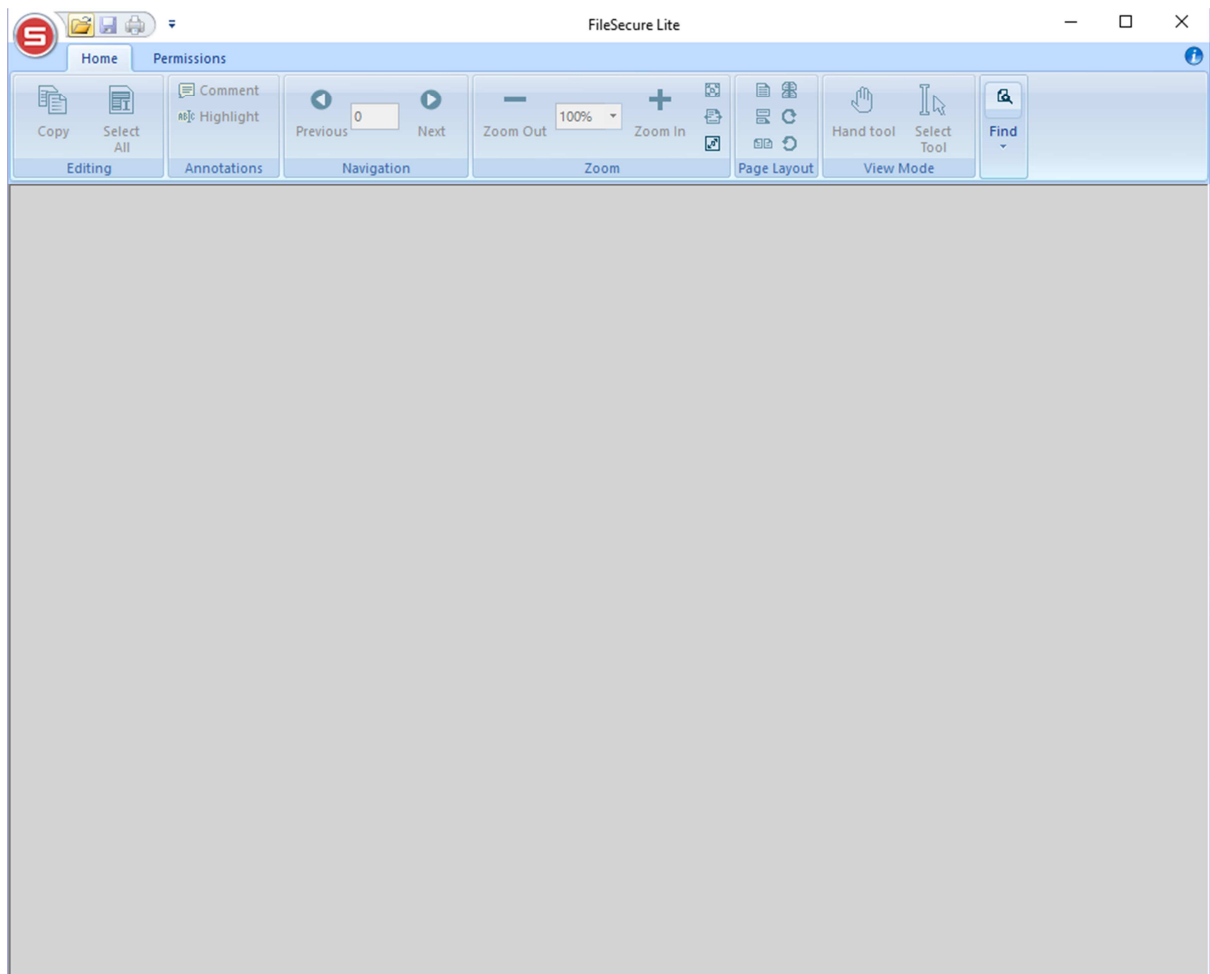 FileSecure Lite
Home Permissions
Copy
Select
All
Editing
Comment
Highlight
Annotations
Previous
0
Next
Navigation
Zoom Out
100%
Zoom In
Zoom
Page Layout
Hand tool
Select
Tool
View Mode
Find